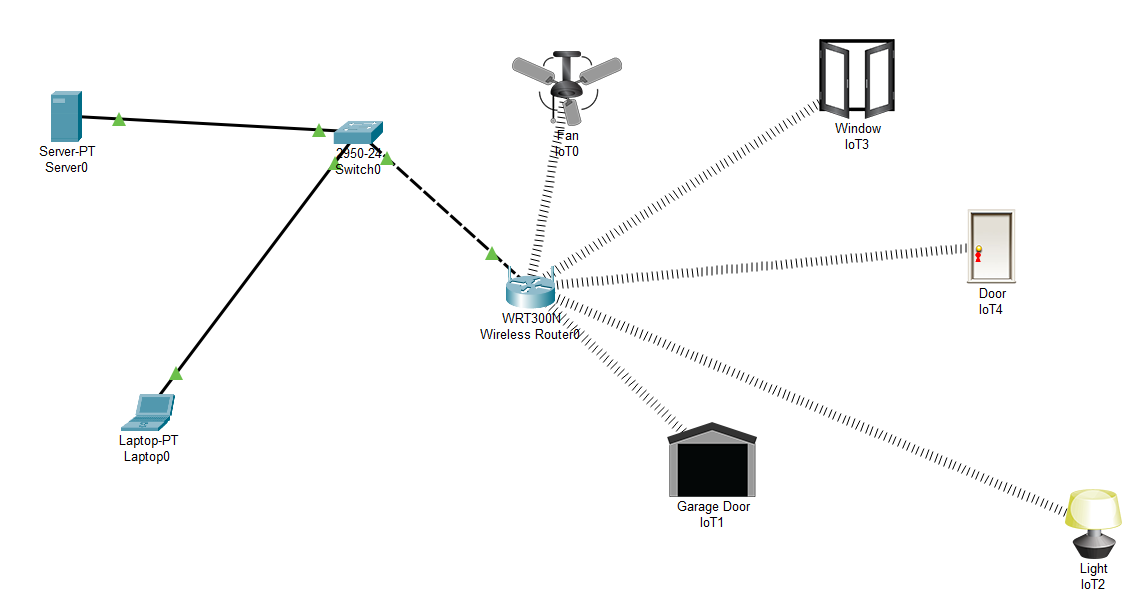 Fan
IoT0
Window
IoT3
Server-PT
Server0
2950-24
Switch0
Door
IoT4
WRT300N
Wireless Router0
Laptop-PT
Laptop0
Garage Door
IoT1
Light
IoT2